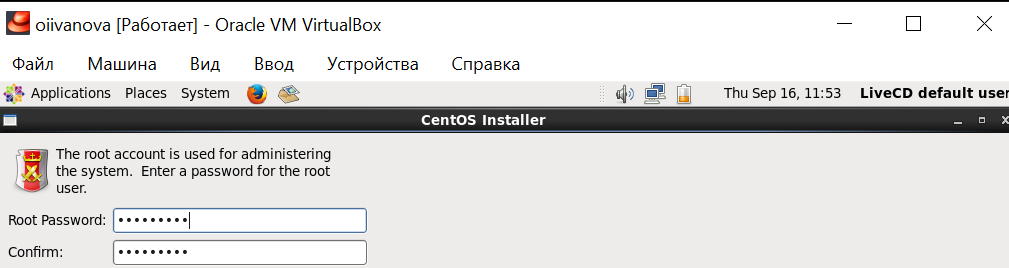 oiivanova [Работает] - Oracle VM VirtualBox
Файл Машина Вид Ввод Устройства Справка
Applications Places System Thu Sep 16, 11:53 LiveCD default user
CentOS Installer
The root account is used for administering
the system. Enter a password for the root
user.
Root Password: •••••••••
Confirm: •••••••••